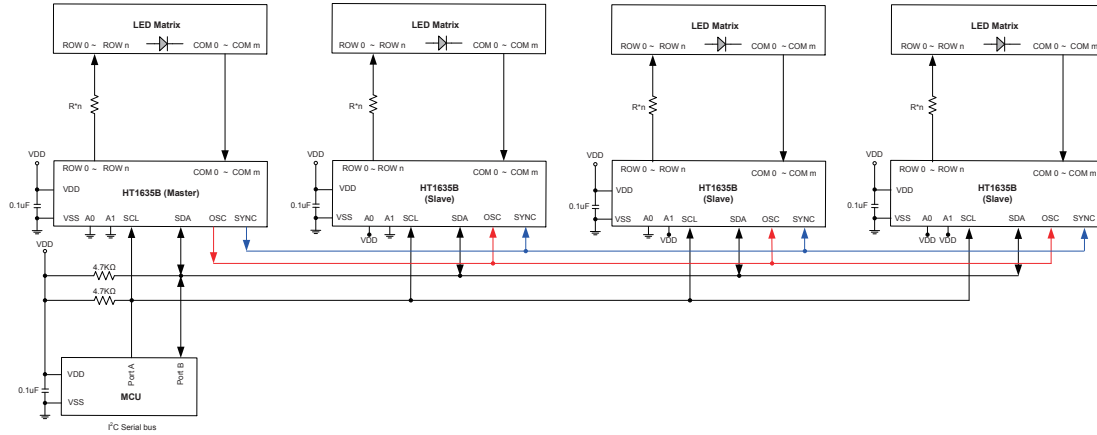 LED Matrix LED Matrix LED Matrix LED Matrix
ROW 0 ~ ROW n COM 0 ~ COM m ROW 0 ~ ROW n COM 0 ~ COM m ROW 0 ~ ROW n COM 0 ~ COM m ROW 0 ~ ROW n COM 0 ~ COM m
R*n R*n R*n R*n
VDD VDD VDD VDD
ROW 0 ~ ROW n COM 0 ~ COM m ROW 0 ~ ROW n COM 0 ~ COM m ROW 0 ~ ROW n COM 0 ~ COM m ROW 0 ~ ROW n COM 0 ~ COM m
VDD HT1635B (Master) VDD HT1635B VDD HT1635B VDD HT1635B
(Slave) (Slave) (Slave)
0.1uF 0.1uF 0.1uF 0.1uF
VSS A0 A1 SCL SDA OSC SYNC VSS A0 A1 SCL SDA OSC SYNC VSS A0 A1 SCL SDA OSC SYNC VSS A0 A1 SCL SDA OSC SYNC
VDD VDD VDD VDD
VDD
4.7KΩ
4.7KΩ
Port A Port B
VDD
0.1uF
MCU
VSS
I²C Serial bus